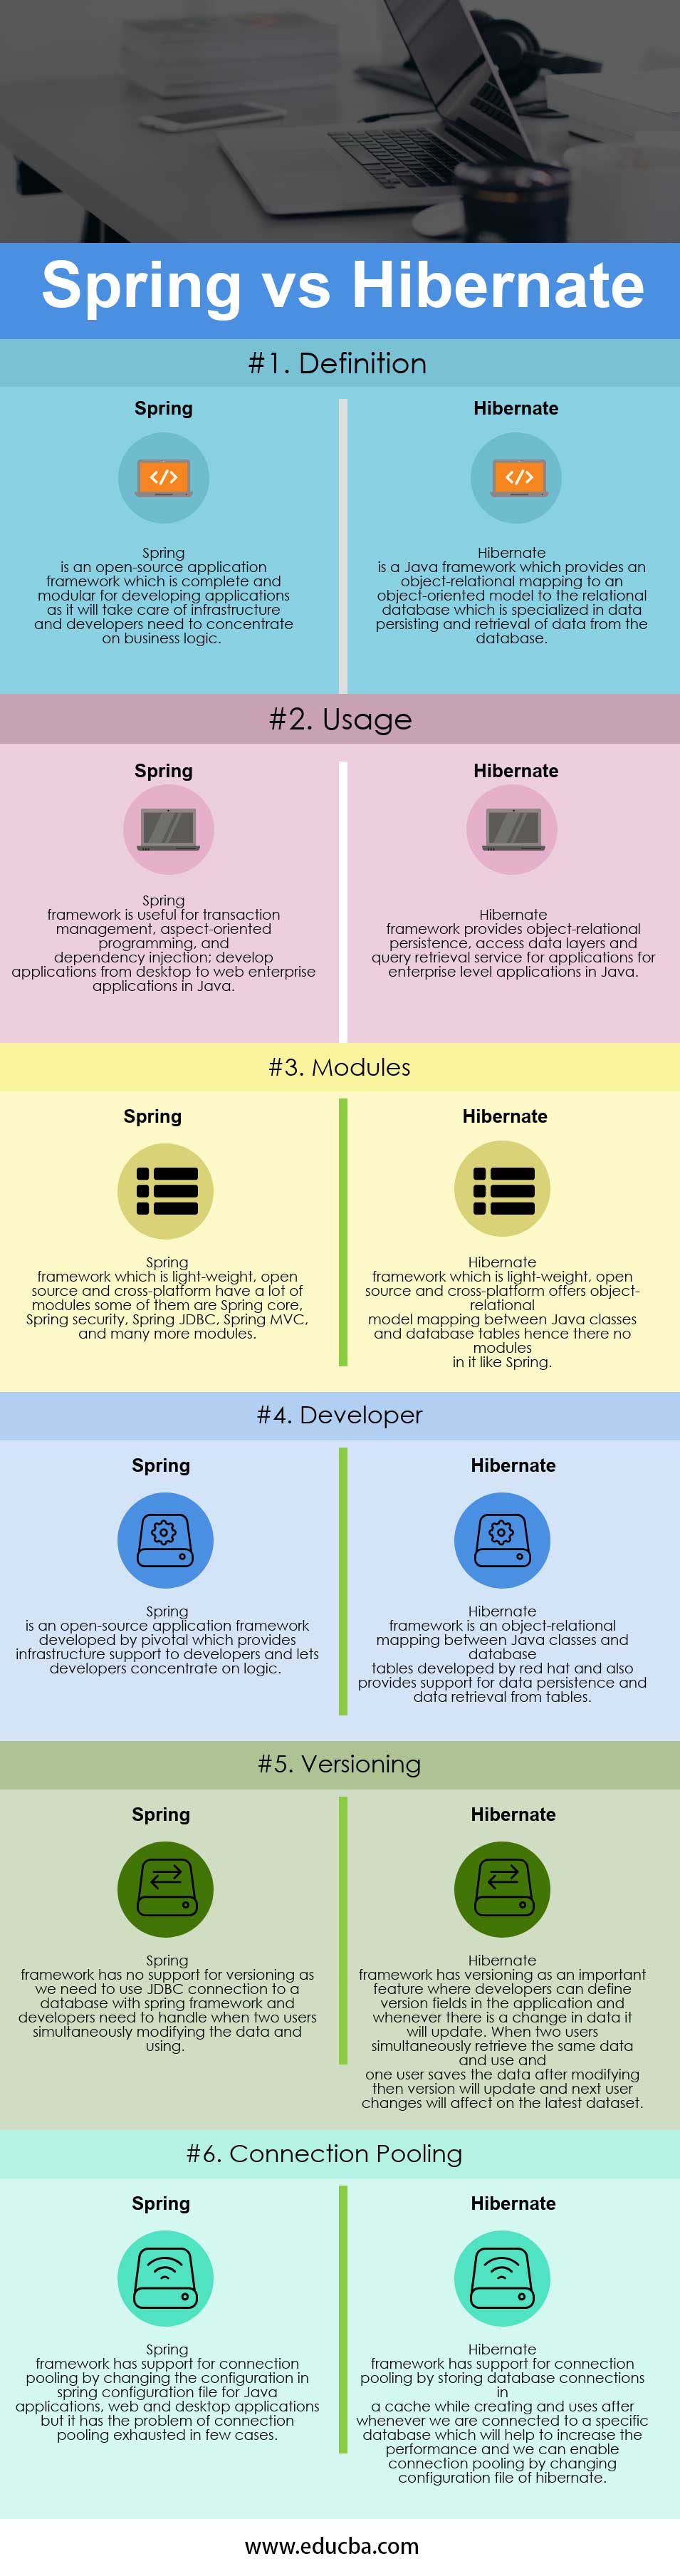 Spring vs Hibernate
#1. Definition
Spring
Spring
is an open-source application
framework which is complete and
modular for developing applications
as it will take care of infrastructure
and developers need to concentrate
on business logic.
Hibernate
Hibernate
is a Java framework which provides an
object-relational mapping to an
object-oriented model to the relational
database which is specialized in data
persisting and retrieval of data from the
database.
#2. Usage
Spring
Spring
framework is useful for transaction
management, aspect-oriented
programming, and
dependency injection; develop
applications from desktop to web enterprise
applications in Java.
Hibernate
Hibernate
framework provides object-relational
persistence, access data layers and
query retrieval service for applications for
enterprise level applications in Java.
#3. Modules
Spring
Spring
framework which is light-weight, open
source and cross-platform have a lot of
modules some of them are Spring core,
Spring security, Spring JDBC, Spring MVC,
and many more modules.
Hibernate
Hibernate
framework which is light-weight, open
source and cross-platform offers object-
relational
model mapping between Java classes
and database tables hence there no
modules
in it like Spring.
#4. Developer
Spring
Spring
is an open-source application framework
developed by pivotal which provides
infrastructure support to developers and lets
developers concentrate on logic.
Hibernate
Hibernate
framework is an object-relational
mapping between Java classes and
database
tables developed by red hat and also
provides support for data persistence and
data retrieval from tables.
#5. Versioning
Spring
Spring
framework has no support for versioning as
we need to use JDBC connection to a
database with spring framework and
developers need to handle when two users
simultaneously modifying the data and
using.
Hibernate
Hibernate
framework has versioning as an important
feature where developers can define
version fields in the application and
whenever there is a change in data it
will update. When two users
simultaneously retrieve the same data
and use and
one user saves the data after modifying
then version will update and next user
changes will affect on the latest dataset.
#6. Connection Pooling
Spring
Spring
framework has support for connection
pooling by changing the configuration in
spring configuration file for Java
applications, web and desktop applications
but it has the problem of connection
pooling exhausted in few cases.
Hibernate
Hibernate
framework has support for connection
pooling by storing database connections
in
a cache while creating and uses after
whenever we are connected to a specific
database which will help to increase the
performance and we can enable
connection pooling by changing
configuration file of hibernate.
www.educba.com